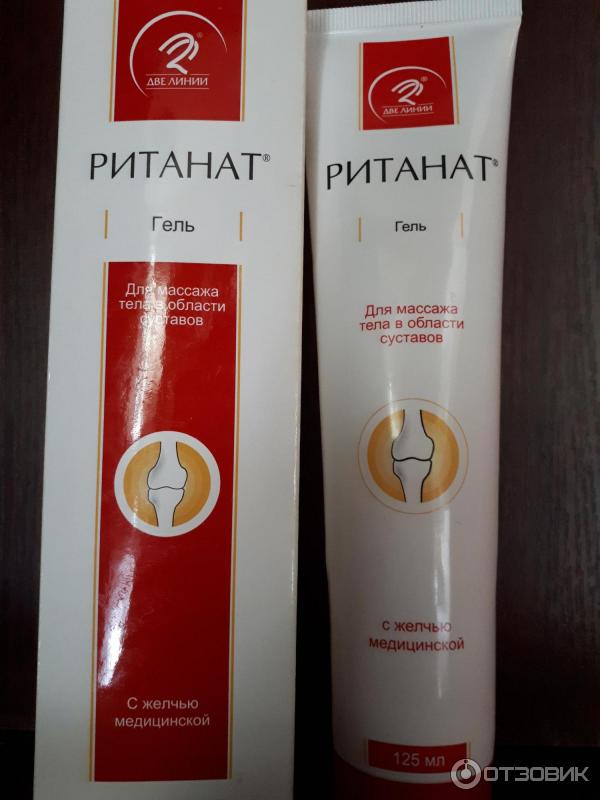 ДВЕ ЛИНИИ
РИТАНАТ®
Гель
Для массажа
тела в области
суставов
С желчью
медицинской
ДВЕ ЛИНИИ
РИТАНАТ®
Гель
Для массажа
тела в области
суставов
с желчью
медицинской
125 мл
ОТЗОВИК